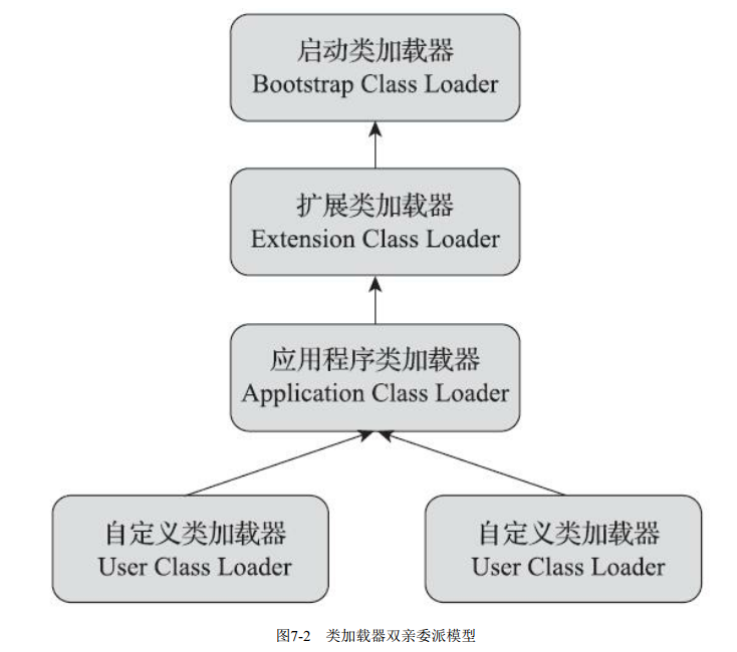 启动类加载器
Bootstrap Class Loader
扩展类加载器
Extension Class Loader
应用程序类加载器
Application Class Loader
自定义类加载器
User Class Loader
自定义类加载器
User Class Loader
图7-2 类加载器双亲委派模型